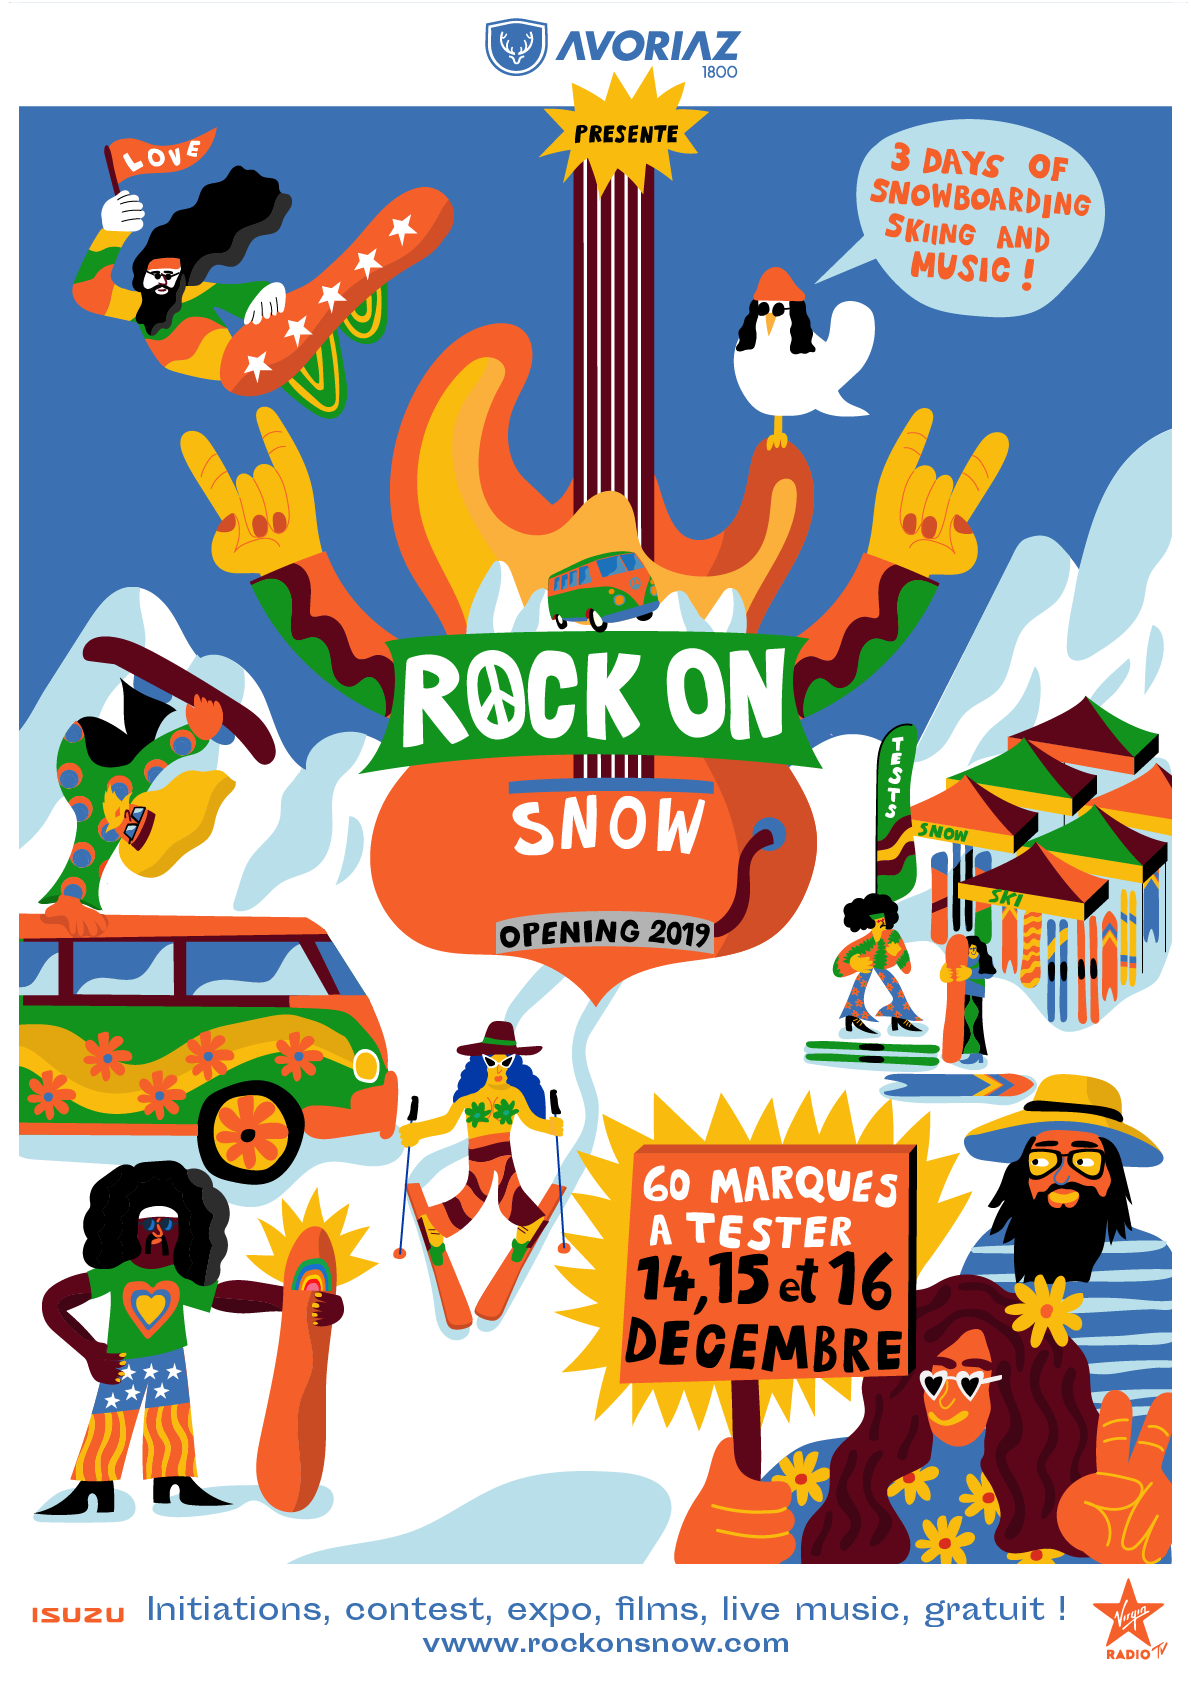 AVORIAZ
1800
PRESENTE
LOVE
3 DAYS OF
SNOWBOARDING
SKIING AND
MUSIC !
ROCK ON
SNOW
OPENING 2019
TESTS
SNOW
SKI
60 MARQUES
A TESTER
14,15 et 16
DECEMBRE
ISUZU
Initiations, contest, expo, films, live music, gratuit !
vwww.rockonsnow.com
Virgin
RADIO TV